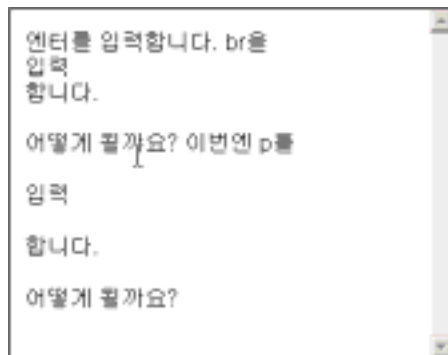 엔터를 입력합니다. br을
입력
합니다.
어떻게 될까요? 이번엔 p를
입력
합니다.
어떻게 될까요?